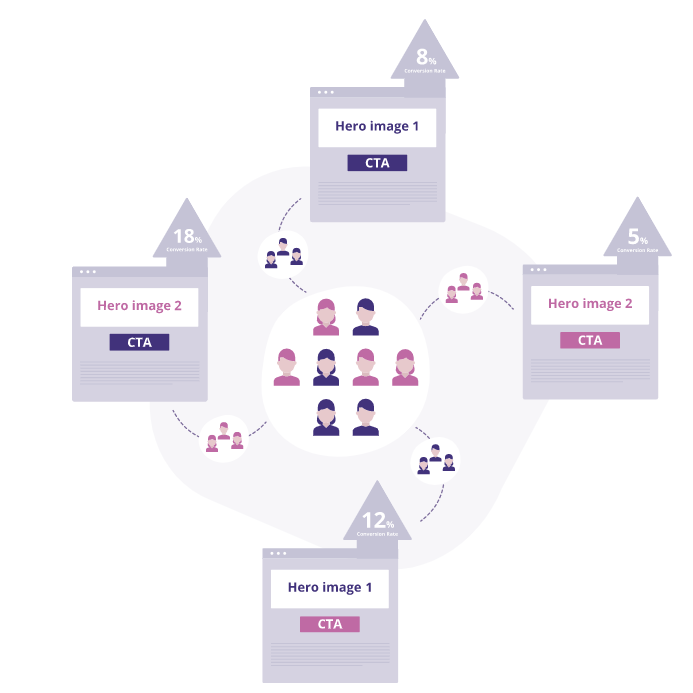 8%
Conversion Rate
Hero image 1
CTA
18%
Conversion Rate
Hero image 2
CTA
5%
Conversion Rate
Hero image 2
CTA
12%
Conversion Rate
Hero image 1
CTA